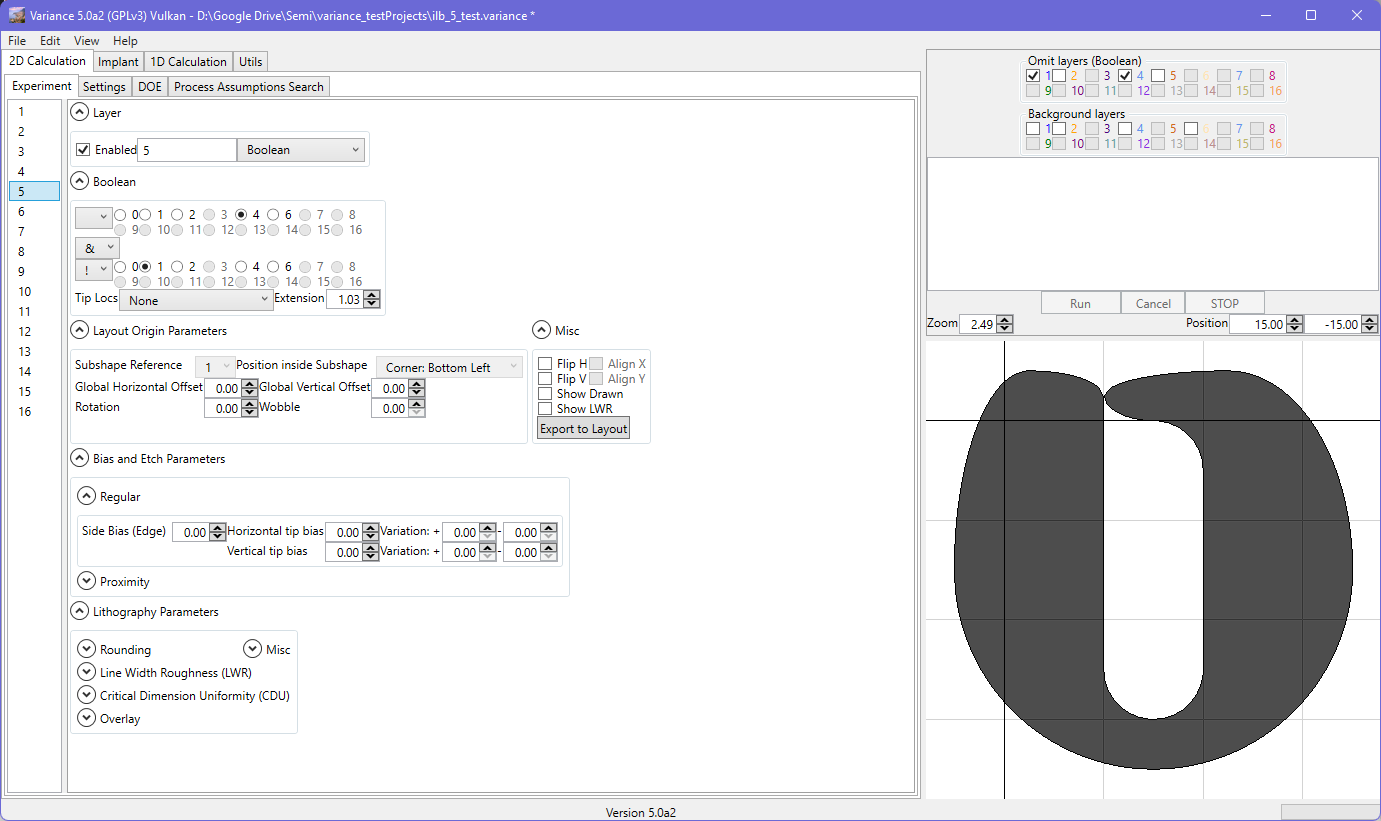 Variance 5.0a2 (GPLv3) Vulkan - D:\Google Drive\Semi\variance_testProjects\ilb_5_test.variance *
File Edit View Help
2D Calculation Implant 1D Calculation Utils
Experiment Settings DOE Process Assumptions Search
1
2
3
4
5
6
7
8
9
10
11
12
13
14
15
16
Layer
Enabled 5 Boolean
Boolean
0 1 2 3 4 6 7 8
9 10 11 12 13 14 15 16
&
! 0 1 2 3 4 6 7 8
9 10 11 12 13 14 15 16
Tip Locs None Extension 1.03
Layout Origin Parameters
Subshape Reference 1 Position inside Subshape Corner: Bottom Left
Global Horizontal Offset 0.00 Global Vertical Offset 0.00
Rotation 0.00 Wobble 0.00
Misc
Flip H Align X
Flip V Align Y
Show Drawn
Show LWR
Export to Layout
Bias and Etch Parameters
Regular
Side Bias (Edge) 0.00 Horizontal tip bias 0.00 Variation: + 0.00 - 0.00
Vertical tip bias 0.00 Variation: + 0.00 - 0.00
Proximity
Lithography Parameters
Rounding Misc
Line Width Roughness (LWR)
Critical Dimension Uniformity (CDU)
Overlay
Omit layers (Boolean)
1 2 3 4 5 6 7 8
9 10 11 12 13 14 15 16
Background layers
1 2 3 4 5 6 7 8
9 10 11 12 13 14 15 16
Run Cancel STOP
Zoom 2.49 Position 15.00 -15.00
Version 5.0a2